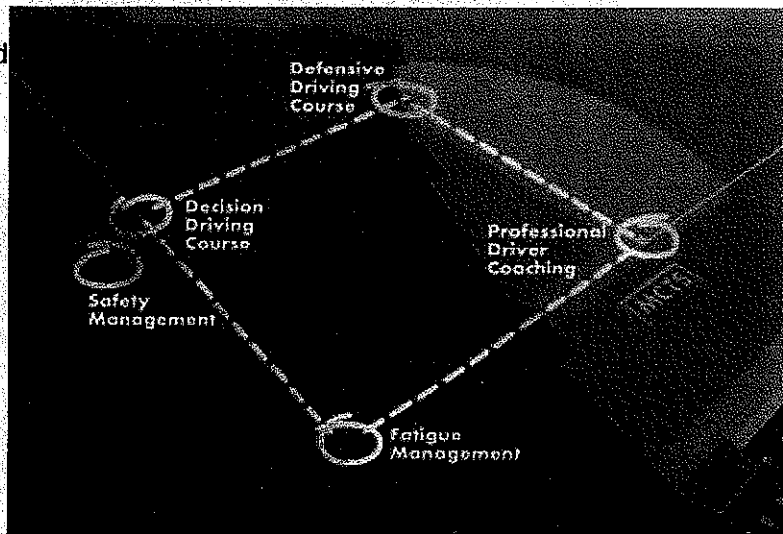 Defensive
Driving
Course
Decision
Driving
Course
Professional
Driver
Coaching
Safety
Management
Fatigue
Management